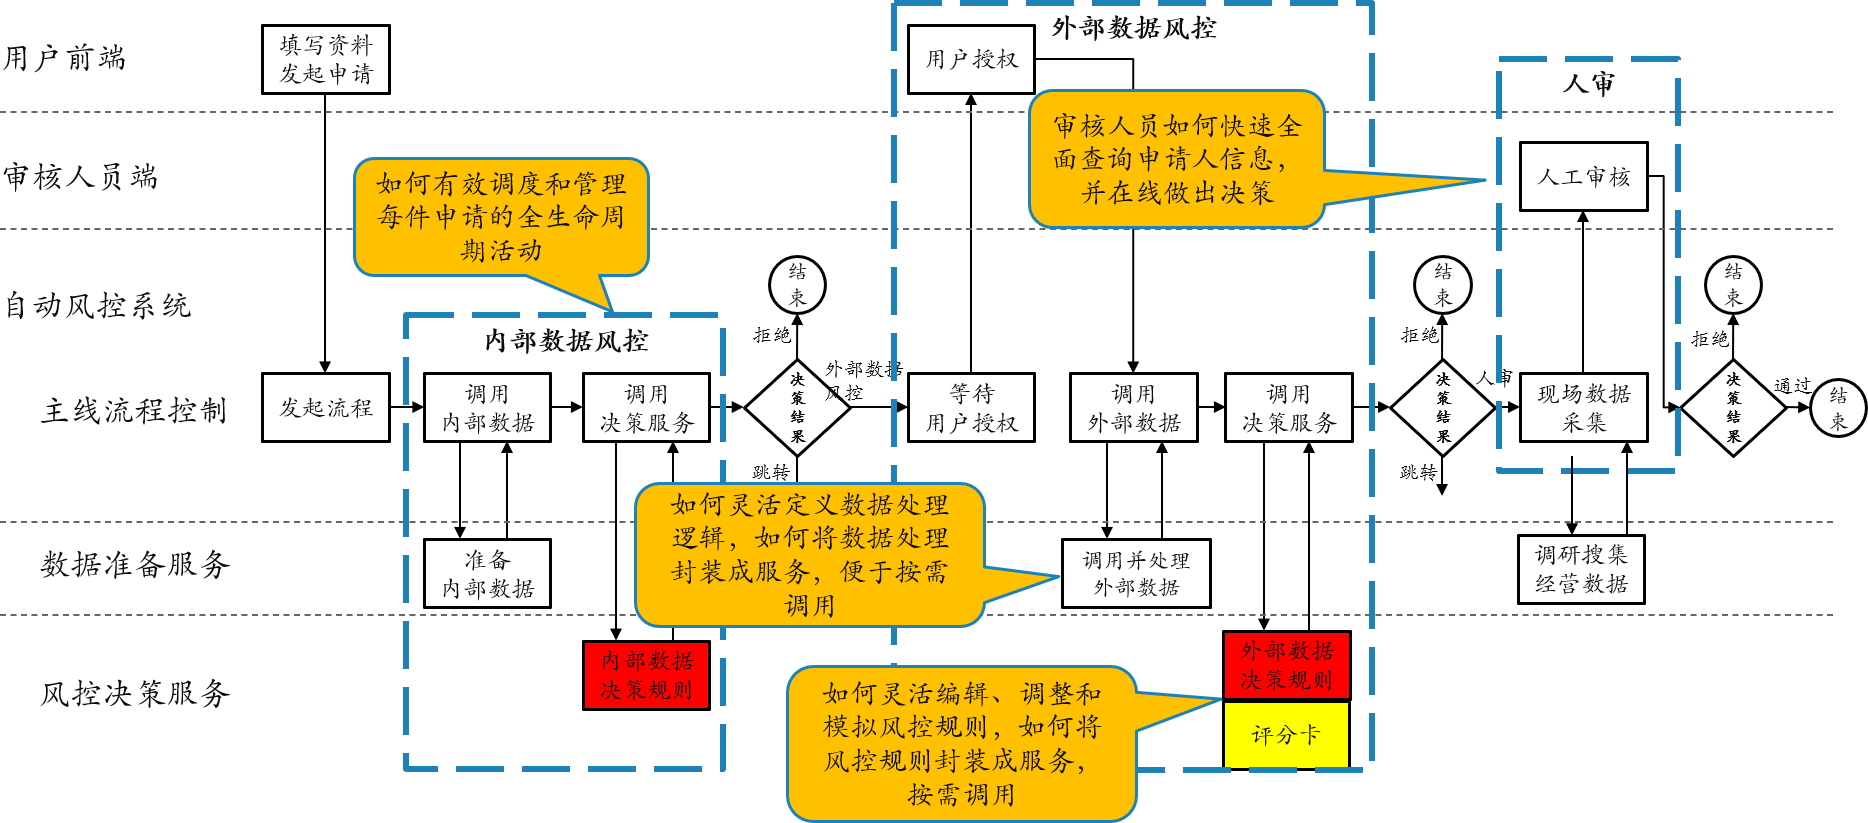 用户前端
填写资料
发起申请
用户授权
外部数据风控
人审
审核人员端
如何有效调度和管理
每件申请的全生命周
期活动
审核人员如何快速全
面查询申请人信息，
并在线做出决策
人工审核
自动风控系统
内部数据风控
结
束
拒绝
结
束
拒绝
结
束
拒绝
主线流程控制
发起流程
调用
内部数据
调用
决策服务
决
策
结
果
外部数据
风控
跳转
等待
用户授权
调用
外部数据
调用
决策服务
决
策
结
果
人审
跳转
现场数据
采集
决
策
结
果
通过
结
束
数据准备服务
准备
内部数据
如何灵活定义数据处理
逻辑，如何将数据处理
封装成服务，便于按需
调用
调用并处理
外部数据
调研搜集
经营数据
风控决策服务
内部数据
决策规则
如何灵活编辑、调整和
模拟风控规则，如何将
风控规则封装成服务，
按需调用
外部数据
决策规则
评分卡